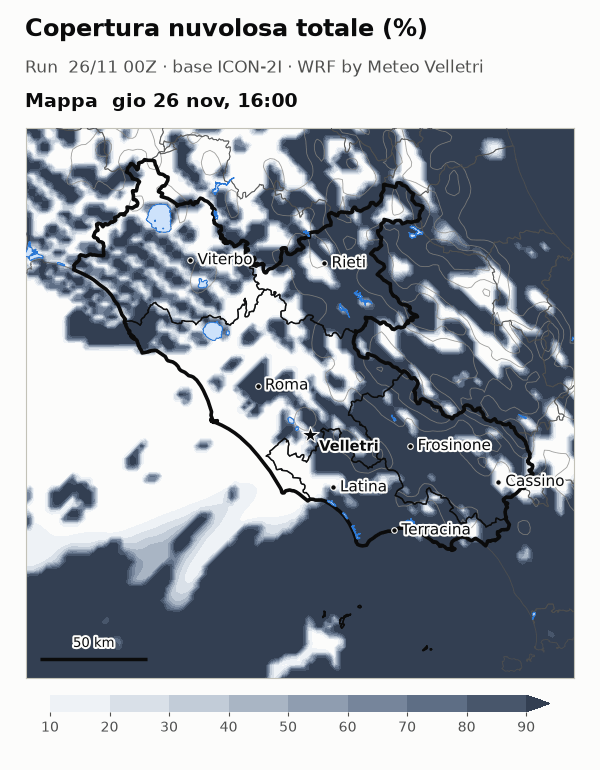 Copertura nuvolosa totale (%)
Run  26/11 00Z · base ICON-2I · WRF by Meteo Velletri
Mappa  gio 26 nov, 16:00
Viterbo
Rieti
Roma
Velletri
Frosinone
Cassino
Latina
Terracina
50 km
10 20 30 40 50 60 70 80 90